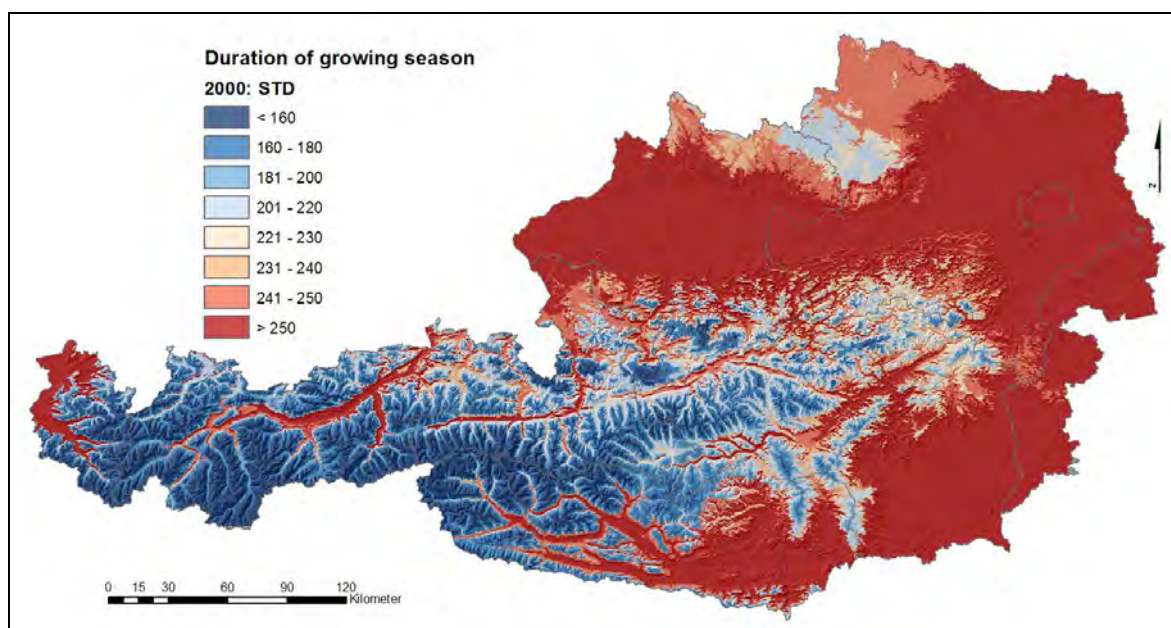 Duration of growing season
2000: STD
< 160
160 - 180
181 - 200
201 - 220
221 - 230
231 - 240
241 - 250
> 250
z
0 15 30 60 90 120
Kilometer